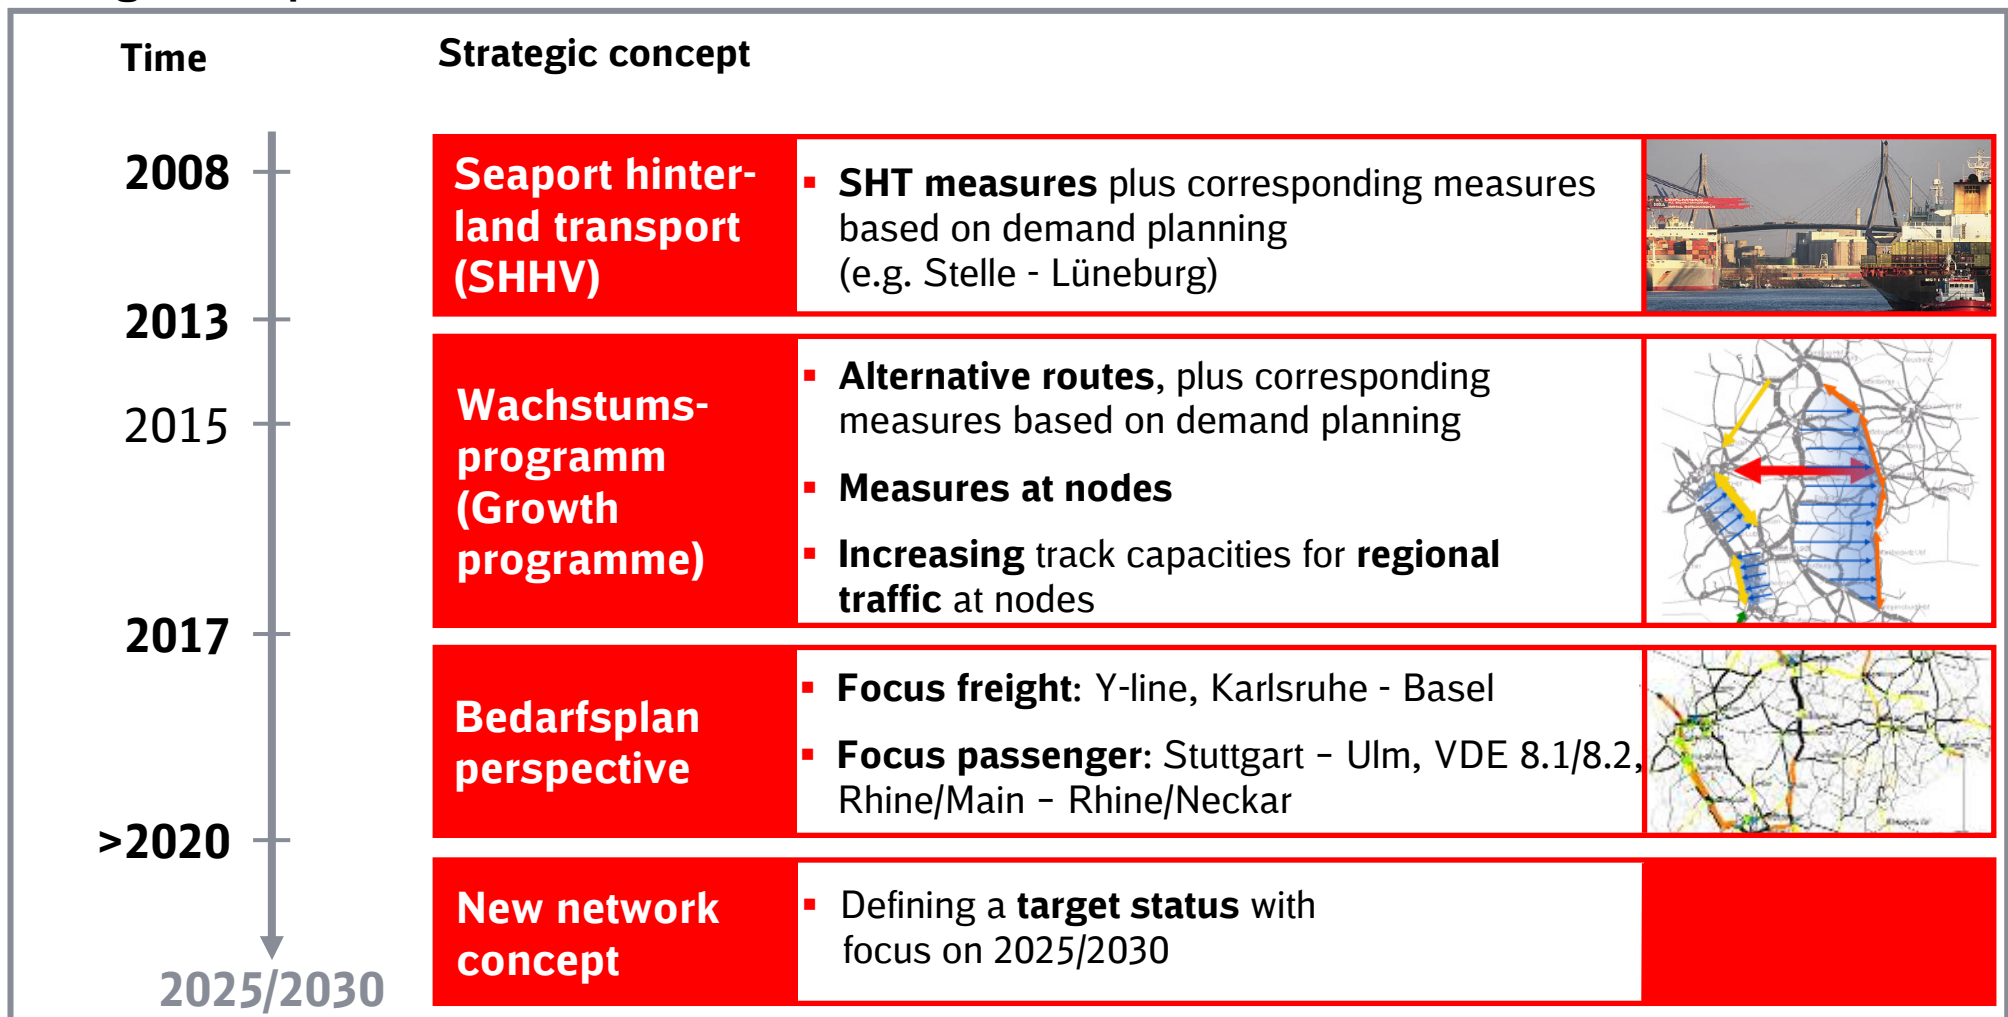 Time
Strategic concept
2008
2013
2015
2017
>2020
2025/2030
Seaport hinter-
land transport
(SHHV)
▪ SHT measures plus corresponding measures
based on demand planning
(e.g. Stelle - Lüneburg)
Wachstums-
programm
(Growth
programme)
▪ Alternative routes, plus corresponding
measures based on demand planning
▪ Measures at nodes
▪ Increasing track capacities for regional
traffic at nodes
Bedarfsplan
perspective
▪ Focus freight: Y-line, Karlsruhe - Basel
▪ Focus passenger: Stuttgart – Ulm, VDE 8.1/8.2,
Rhine/Main – Rhine/Neckar
New network
concept
▪ Defining a target status with
focus on 2025/2030